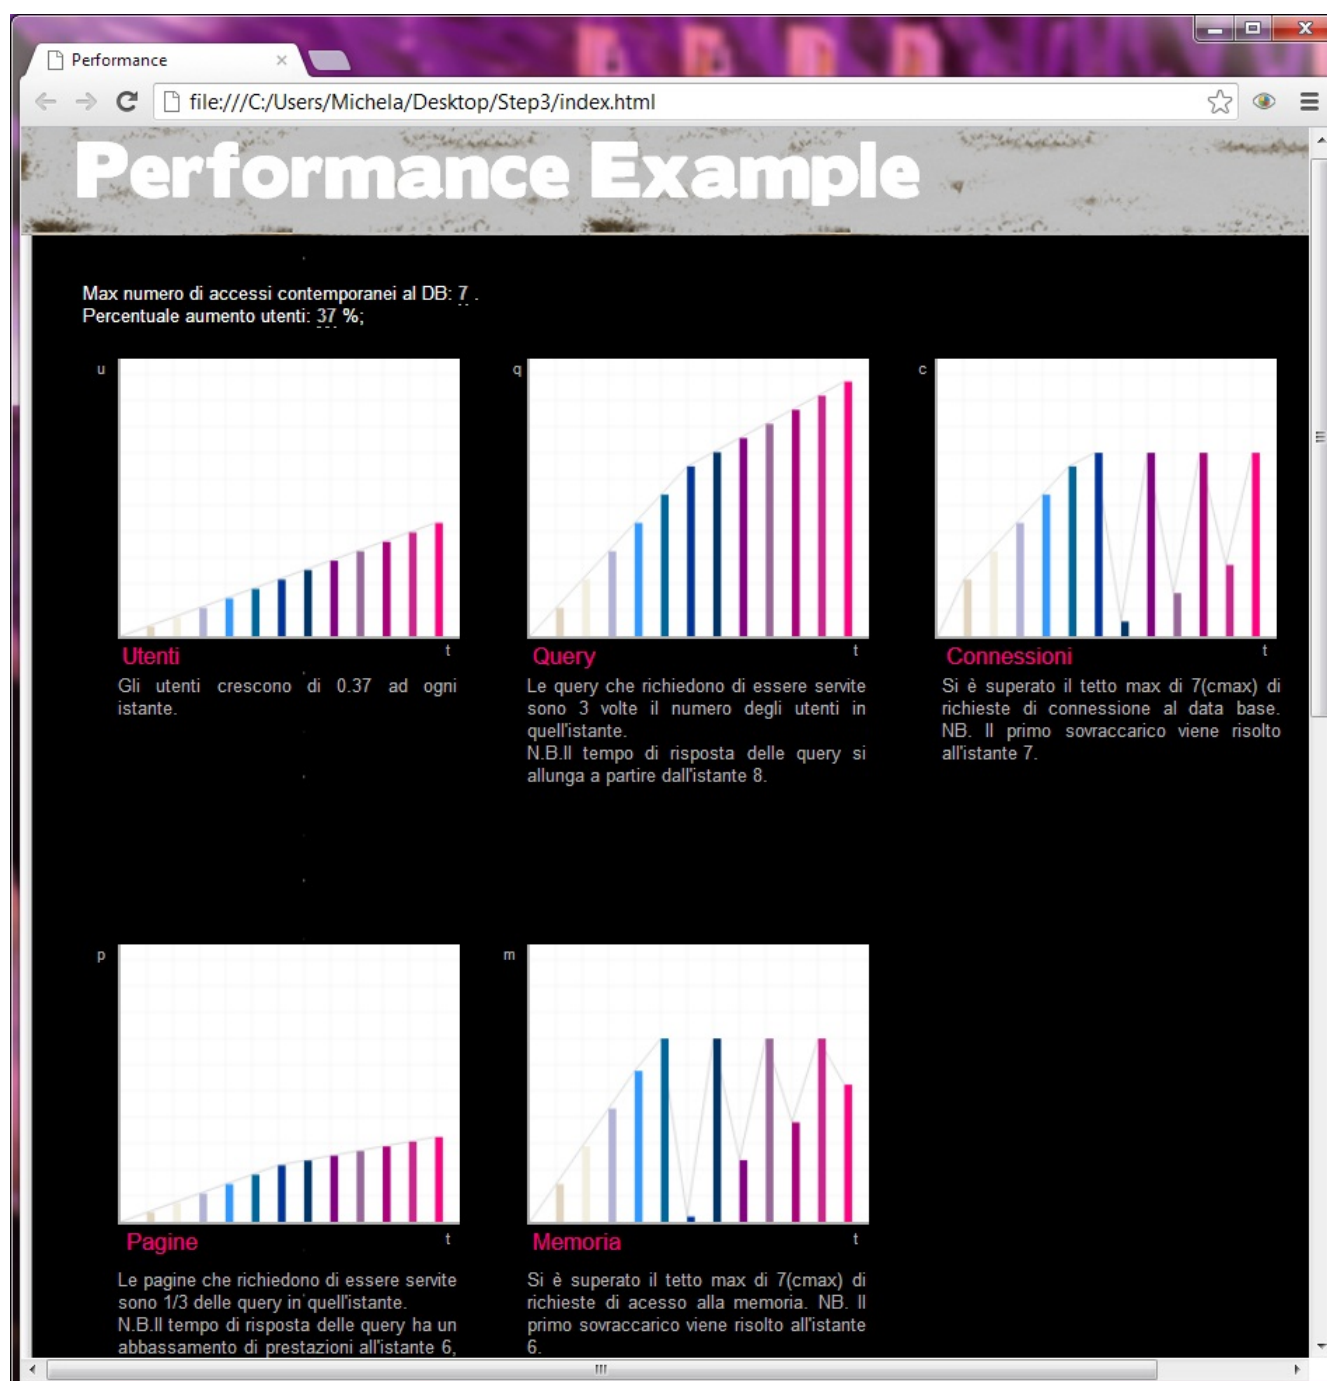 Performance
file:///C:/Users/Michela/Desktop/Step3/index.html
Performance Example
Max numero di accessi contemporanei al DB: 7 .
Percentuale aumento utenti: 37 %;
u
t
Utenti
Gli utenti crescono di 0.37 ad ogni
istante.
q
t
Query
Le query che richiedono di essere servite
sono 3 volte il numero degli utenti in
quell'istante.
N.B.Il tempo di risposta delle query si
allunga a partire dall'istante 8.
c
t
Connessioni
Si è superato il tetto max di 7(cmax) di
richieste di connessione al data base.
NB. Il primo sovraccarico viene risolto
all'istante 7.
p
t
Pagine
Le pagine che richiedono di essere servite
sono 1/3 delle query in quell'istante.
N.B.Il tempo di risposta delle query ha un
abbassamento di prestazioni all'istante 6,
m
t
Memoria
Si è superato il tetto max di 7(cmax) di
richieste di acesso alla memoria. NB. Il
primo sovraccarico viene risolto all'istante
6.